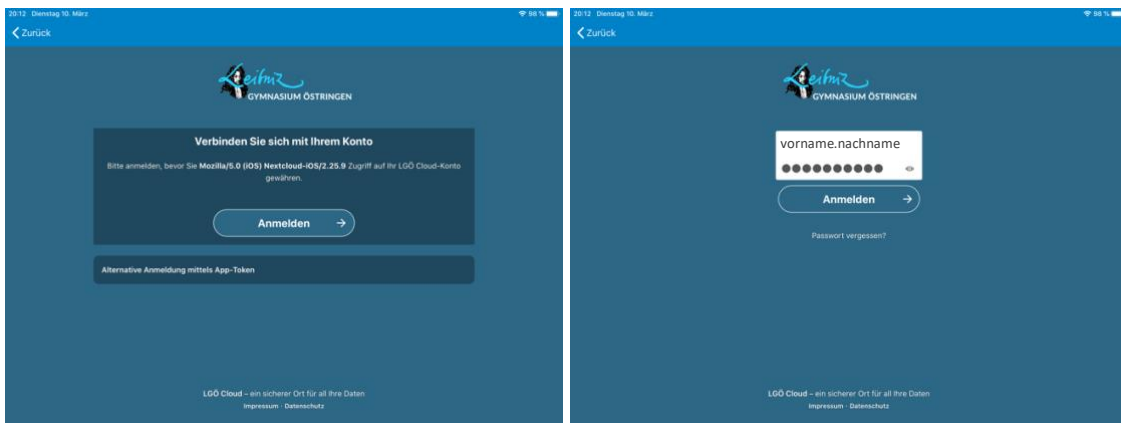 20:12 Dienstag 10. März
98 %
Zurück
Leibniz
GYMNASIUM ÖSTRINGEN
Verbinden Sie sich mit Ihrem Konto
Bitte anmelden, bevor Sie Mozilla/5.0 (iOS) Nextcloud-iOS/2.25.9 Zugriff auf Ihr LGÖ Cloud-Konto
gewähren.
Anmelden
Alternative Anmeldung mittels App-Token
LGÖ Cloud – ein sicherer Ort für all Ihre Daten
Impressum · Datenschutz
20:12 Dienstag 10. März
98 %
Zurück
Leibniz
GYMNASIUM ÖSTRINGEN
vorname.nachname
Anmelden
Passwort vergessen?
LGÖ Cloud – ein sicherer Ort für all Ihre Daten
Impressum · Datenschutz